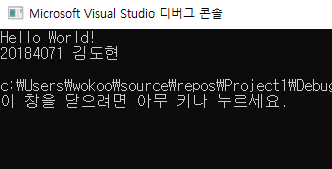 Microsoft Visual Studio 디버그 콘솔
Hello World!
20184071 김도현
c:₩Users₩wokoo₩source₩repos₩Project1₩Debug
이 창을 닫으려면 아무 키나 누르세요.